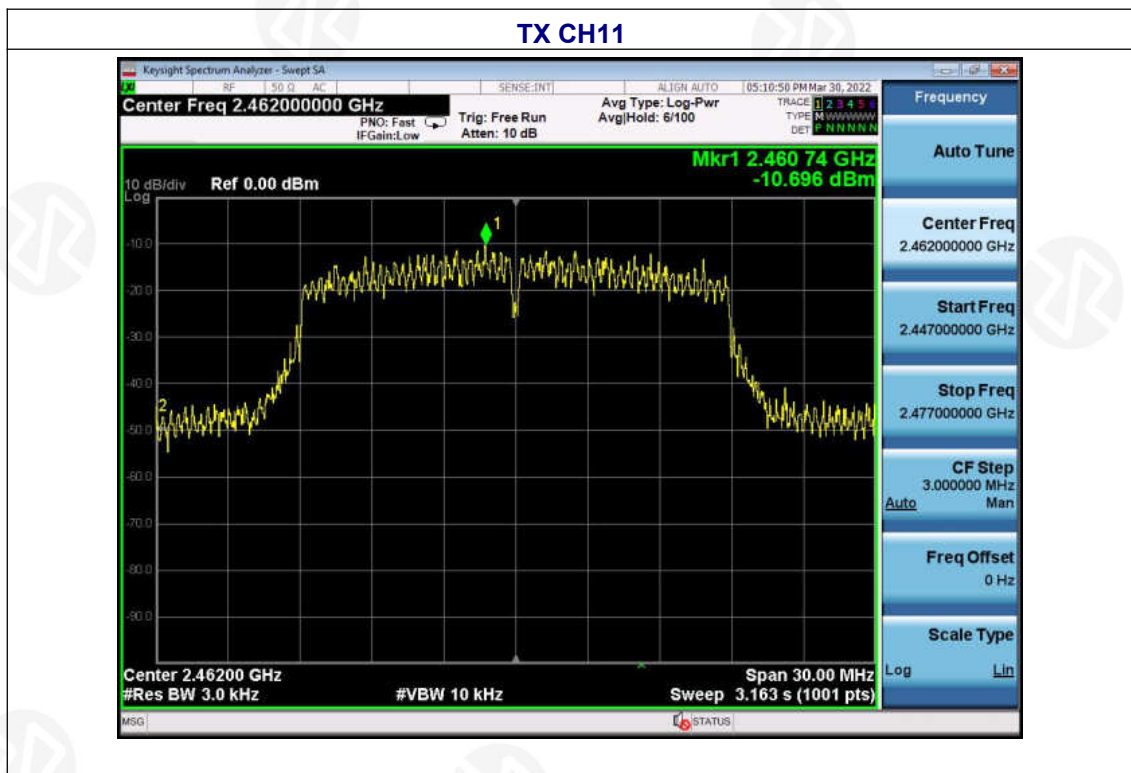 TX CH11
Keysight Spectrum Analyzer - Swept SA
RF 50 Ω AC SENSE:INT ALIGN AUTO 05:10:50 PM Mar 30, 2022
Center Freq 2.462000000 GHz
PNO: Fast
IFGain:Low
Trig: Free Run
Atten: 10 dB
Avg Type: Log-Pwr
Avg|Hold: 6/100
TRACE 1 2 3 4 5 6
TYPE M WWWWW
DET P N N N N N
Mkr1 2.460 74 GHz
-10.696 dBm
10 dB/div Ref 0.00 dBm
Log
1
-10.0
-20.0
-30.0
-40.0
2
-50.0
-60.0
-70.0
-80.0
-90.0
Center 2.46200 GHz Span 30.00 MHz
#Res BW 3.0 kHz #VBW 10 kHz Sweep 3.163 s (1001 pts)
MSG STATUS
Frequency
Auto Tune
Center Freq
2.462000000 GHz
Start Freq
2.447000000 GHz
Stop Freq
2.477000000 GHz
CF Step
3.000000 MHz
Auto Man
Freq Offset
0 Hz
Scale Type
Log Lin